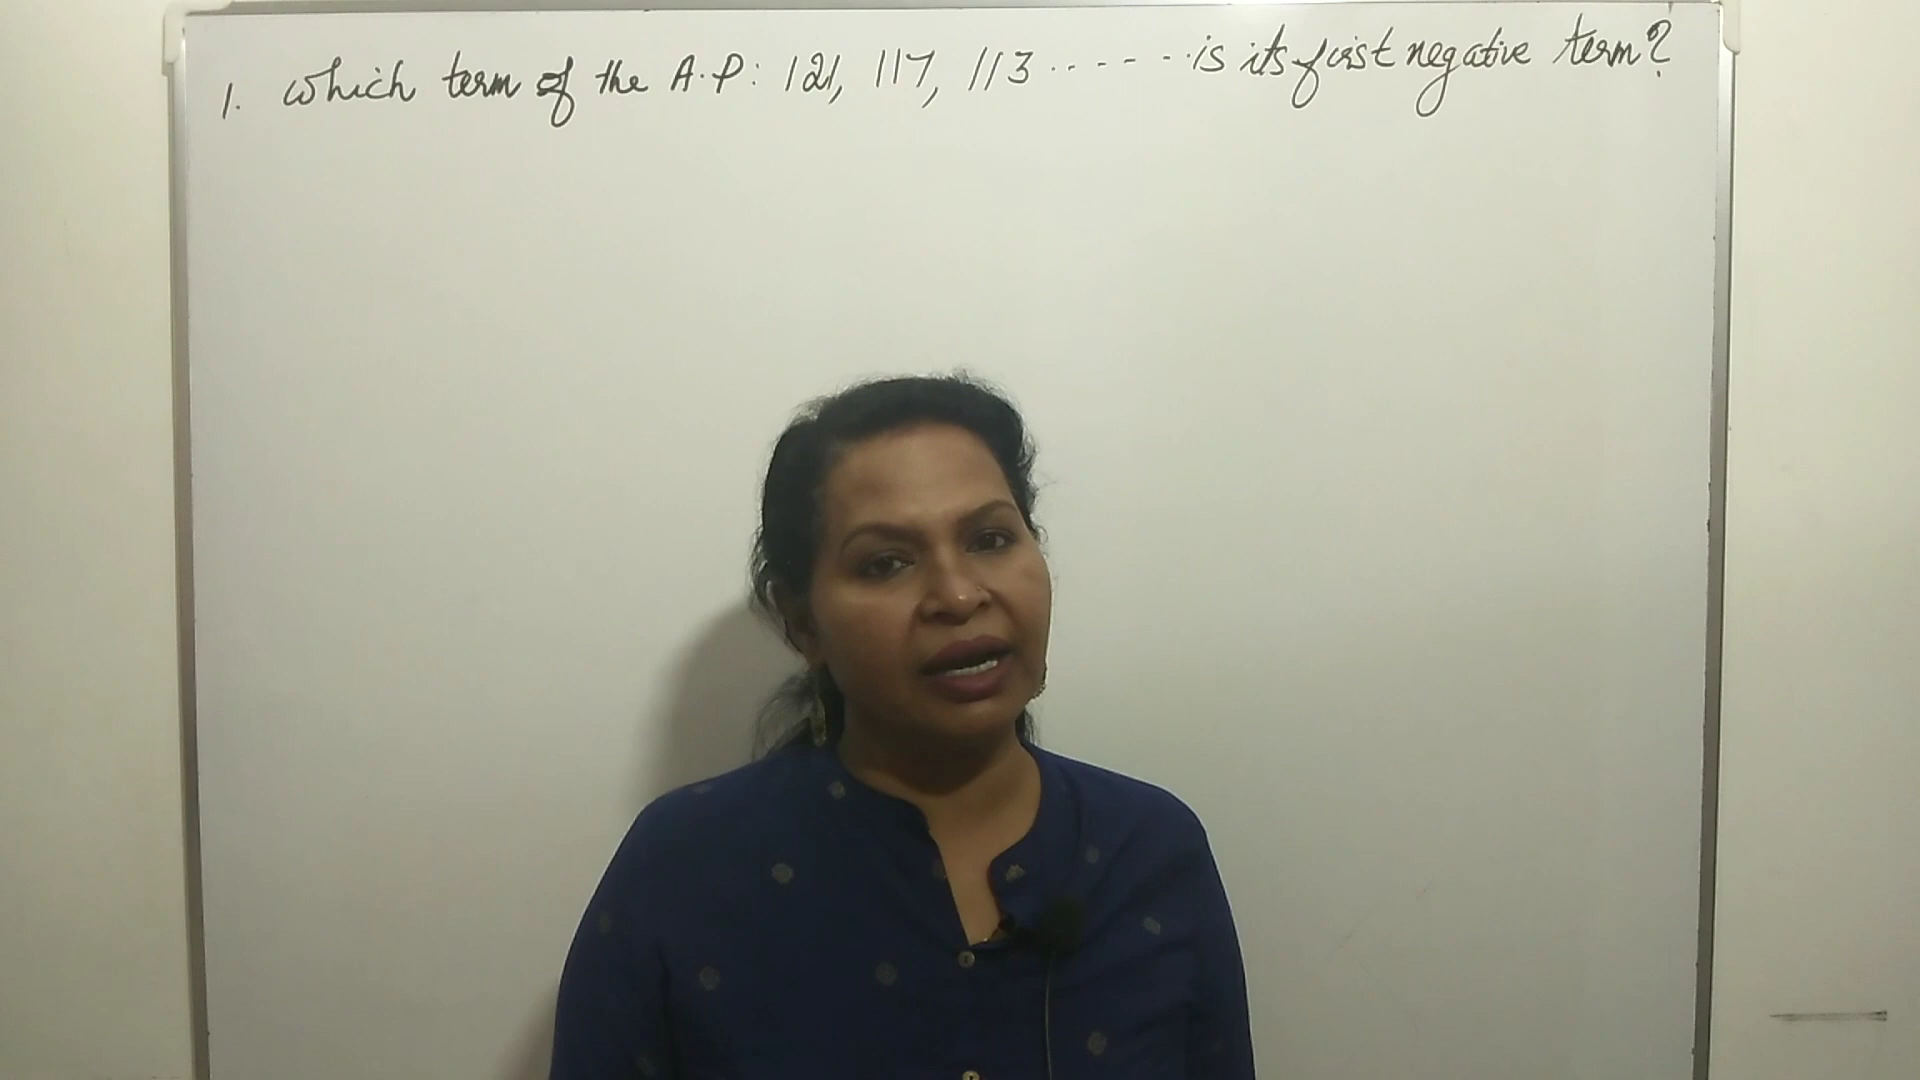 1. Which term of the A.P: 121, 117, 113 ------ is its first negative term?